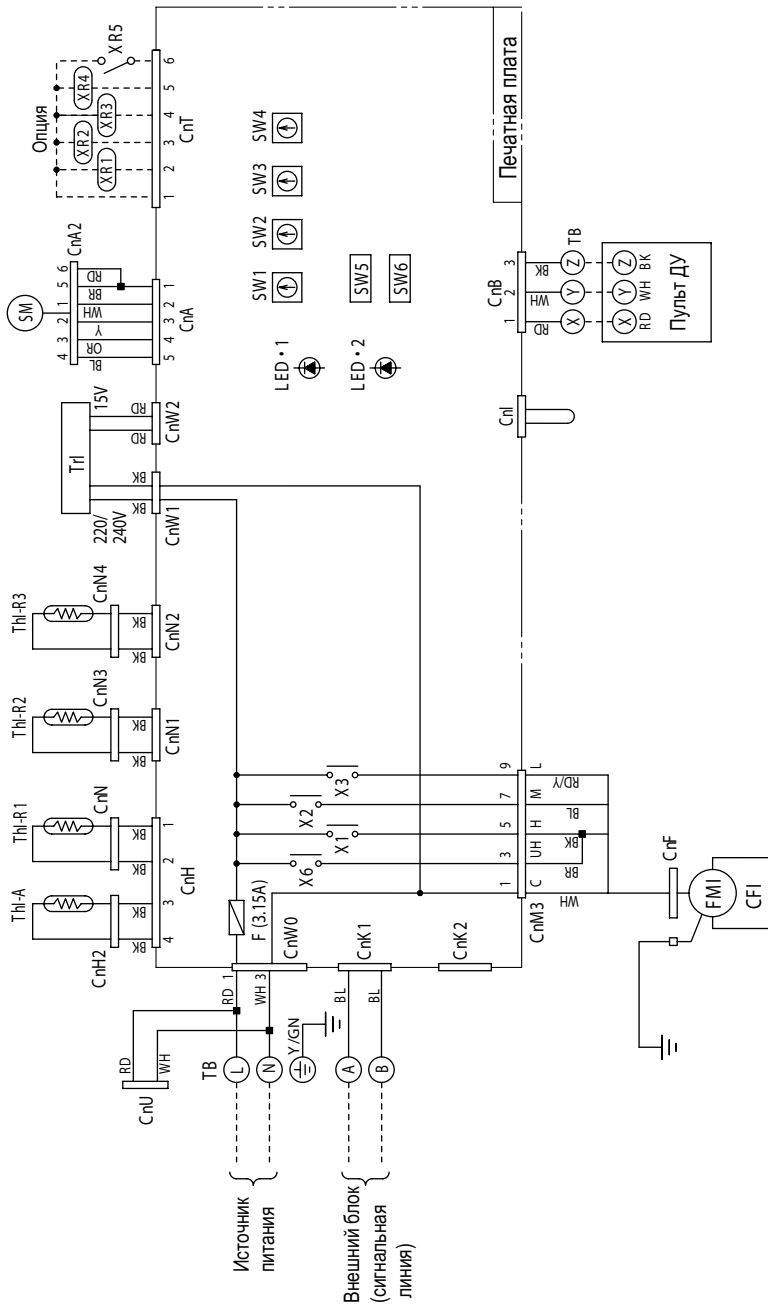 Опция
XR5
XR1
XR2
XR3
XR4
1 2 3 4 5 6
CnT
SM
CnA2
4 3 2 1 5 6
BL OR Y WH BR RD
5 4 3 2 1
CnA
TrI
220/
240V
15V
BK BK
RD RD
CnW1
CnW2
ThI-R3
CnN4
BK BK
CnN2
ThI-R2
CnN3
BK BK
CnN1
ThI-R1
CnN
BK BK
2 1
ThI-A
CnH2
BK BK
4 3
CnH
SW1
SW2
SW3
SW4
SW5
SW6
LED • 1
LED • 2
Печатная плата
F (3.15A)
X6
X1
X2
X3
CnW0
CnK1
CnK2
RD 1
WH 3
Y/GN
BL
BL
RD
WH
CnU
TB
L
N
A
B
Источник
питания
Внешний блок
(сигнальная
линия)
1 3 5 7 9
C UH H M L
WH BR BK BL RD/Y
CnM3
CnF
FMI
CFI
CnI
CnB
1 2 3
RD WH BK
TB
X Y Z
X Y Z
RD WH BK
Пульт ДУ